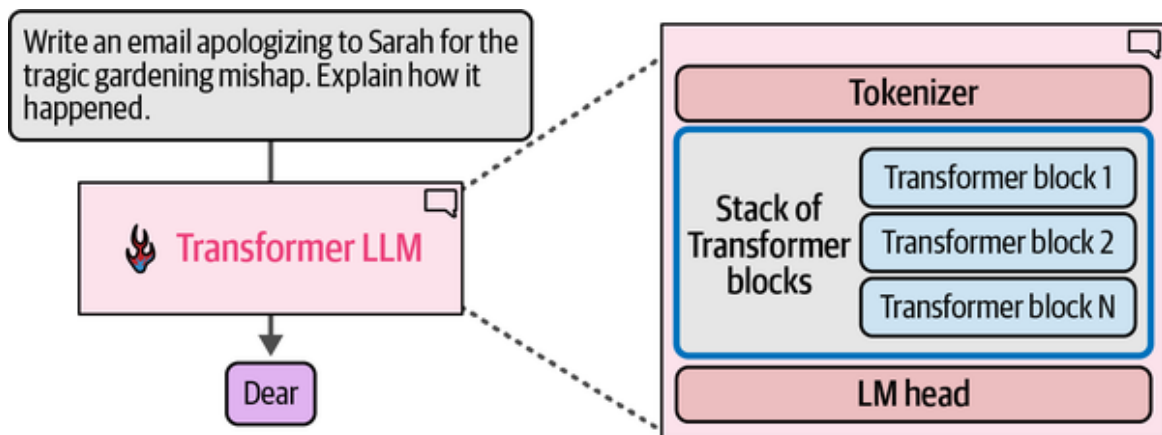 Write an email apologizing to Sarah for the
tragic gardening mishap. Explain how it
happened.
Transformer LLM
Dear
Tokenizer
Stack of
Transformer
blocks
Transformer block 1
Transformer block 2
Transformer block N
LM head